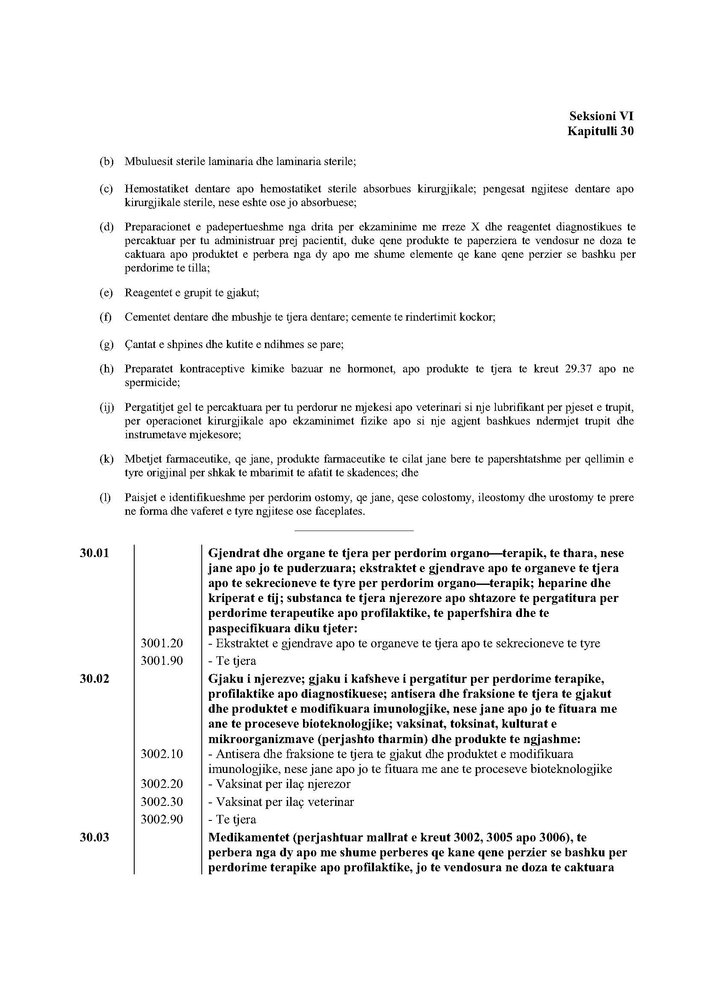 Seksioni VI
Kapitulli 30
(b) Mbuluesit sterile laminaria dhe laminaria sterile;
(c) Hemostatiket dentare apo hemostatiket sterile absorbues kirurgjikale; pengesat ngjitese dentare apo
kirurgjikale sterile, nese eshte ose jo absorbuese;
(d) Preparacionet e padepertueshme nga drita per ekzaminime me rreze X dhe reagentet diagnostikues te
percaktuar per tu administruar prej pacientit, duke qene produkte te paperziera te vendosur ne doza te
caktuara apo produktet e perbera nga dy apo me shume elemente qe kane qene perzier se bashku per
perdorime te tilla;
(e) Reagentet e grupit te gjakut;
(f) Cementet dentare dhe mbushje te tjera dentare; cemente te rindertimit kockor;
(g) Çantat e shpines dhe kutite e ndihmes se pare;
(h) Preparatet kontraceptive kimike bazuar ne hormonet, apo produkte te tjera te kreut 29.37 apo ne
spermicide;
(ij) Pergatitjet gel te percaktuara per tu perdorur ne mjekesi apo veterinari si nje lubrifikant per pjeset e trupit,
per operacionet kirurgjikale apo ekzaminimet fizike apo si nje agjent bashkues ndermjet trupit dhe
instrumetave mjekesore;
(k) Mbetjet farmaceutike, qe jane, produkte farmaceutike te cilat jane bere te papershtatshme per qellimin e
tyre origjinal per shkak te mbarimit te afatit te skadences; dhe
(l) Paisjet e identifikueshme per perdorim ostomy, qe jane, qese colostomy, ileostomy dhe urostomy te prere
ne forma dhe vaferet e tyre ngjitese ose faceplates.
30.01 Gjendrat dhe organe te tjera per perdorim organo—terapik, te thara, nese
jane apo jo te puderzuara; ekstraktet e gjendrave apo te organeve te tjera
apo te sekrecioneve te tyre per perdorim organo—terapik; heparine dhe
kriperat e tij; substanca te tjera njerezore apo shtazore te pergatitura per
perdorime terapeutike apo profilaktike, te paperfshira dhe te
paspecifikuara diku tjeter:
3001.20 - Ekstraktet e gjendrave apo te organeve te tjera apo te sekrecioneve te tyre
3001.90 - Te tjera
30.02 Gjaku i njerezve; gjaku i kafsheve i pergatitur per perdorime terapike,
profilaktike apo diagnostikuese; antisera dhe fraksione te tjera te gjakut
dhe produktet e modifikuara imunologjike, nese jane apo jo te fituara me
ane te proceseve bioteknologjike; vaksinat, toksinat, kulturat e
mikroorganizmave (perjashto tharmin) dhe produkte te ngjashme:
3002.10 - Antisera dhe fraksione te tjera te gjakut dhe produktet e modifikuara
imunologjike, nese jane apo jo te fituara me ane te proceseve bioteknologjike
3002.20 - Vaksinat per ilaç njerezor
3002.30 - Vaksinat per ilaç veterinar
3002.90 - Te tjera
30.03 Medikamentet (perjashtuar mallrat e kreut 3002, 3005 apo 3006), te
perbera nga dy apo me shume perberes qe kane qene perzier se bashku per
perdorime terapike apo profilaktike, jo te vendosura ne doza te caktuara